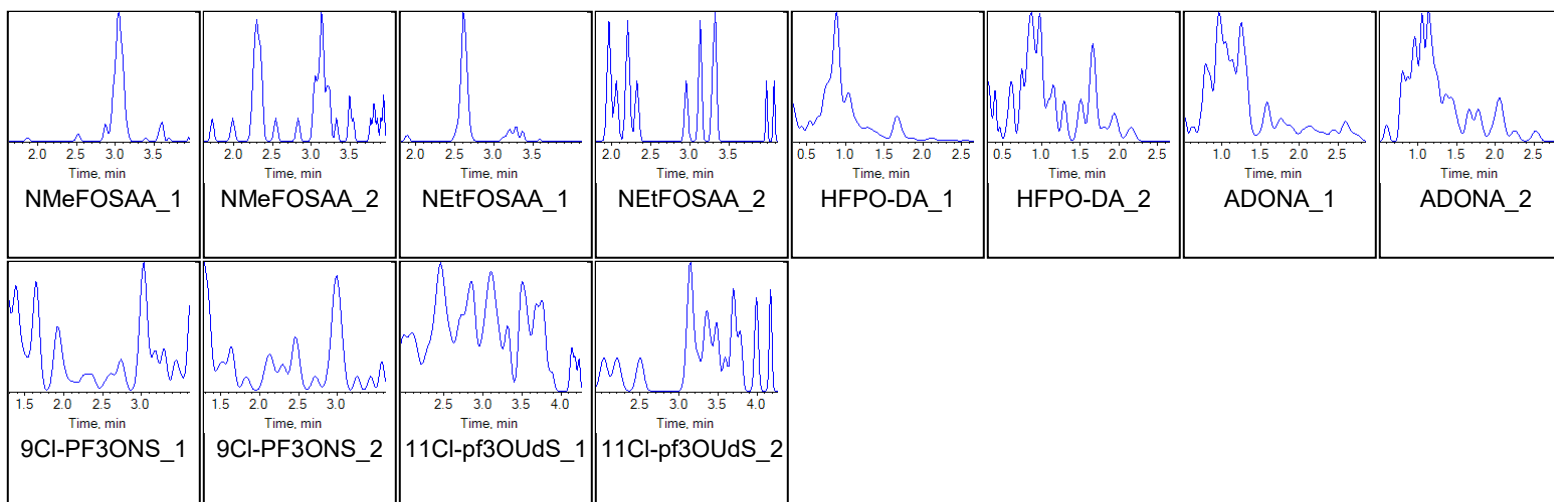 2.0 3.0 3.5 2.0 2.5 3.0 3.5 2.0 2.5 3.0 3.5 2.0 2.5 3.0 3.5 0.5 1.0 1.5 2.0 2.5 0.5 1.0 1.5 2.0 2.5 1.0 1.5 2.0 2.5 1.0 1.5 2.0 2.5
Time, min Time, min Time, min Time, min Time, min Time, min Time, min Time, min
NMeFOSAA_1 NMeFOSAA_2 NEtFOSAA_1 NEtFOSAA_2 HFPO-DA_1 HFPO-DA_2 ADONA_1 ADONA_2
1.5 2.0 2.5 3.0 1.5 2.0 2.5 3.0 2.5 3.0 3.5 4.0 2.5 3.0 3.5 4.0
Time, min Time, min Time, min Time, min
9Cl-PF3ONS_1 9Cl-PF3ONS_2 11Cl-pf3OUdS_1 11Cl-pf3OUdS_2